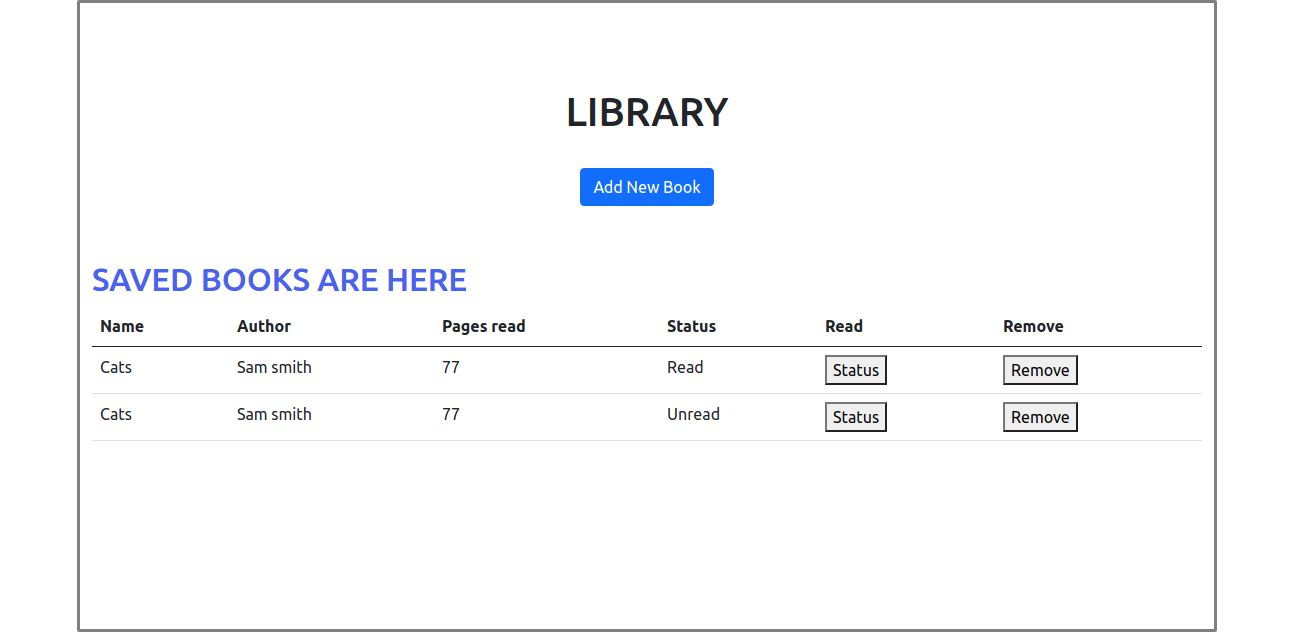 LIBRARY
Add New Book
SAVED BOOKS ARE HERE
Name Author Pages read Status Read Remove
Cats Sam smith 77 Read Status Remove
Cats Sam smith 77 Unread Status Remove